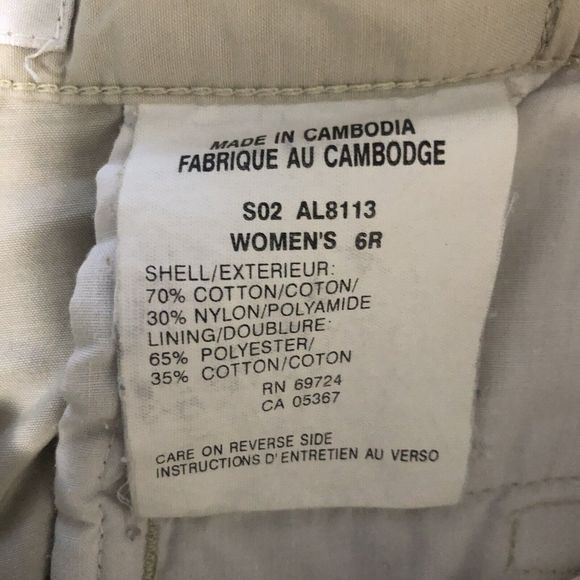 MADE IN CAMBODIA
FABRIQUE AU CAMBODGE
S02 AL8113
WOMEN'S 6R
SHELL/EXTERIEUR:
70% COTTON/COTON/
30% NYLON/POLYAMIDE
LINING/DOUBLURE:
65% POLYESTER/
35% COTTON/COTON
RN 69724
CA 05367
CARE ON REVERSE SIDE
INSTRUCTIONS D'ENTRETIEN AU VERSO